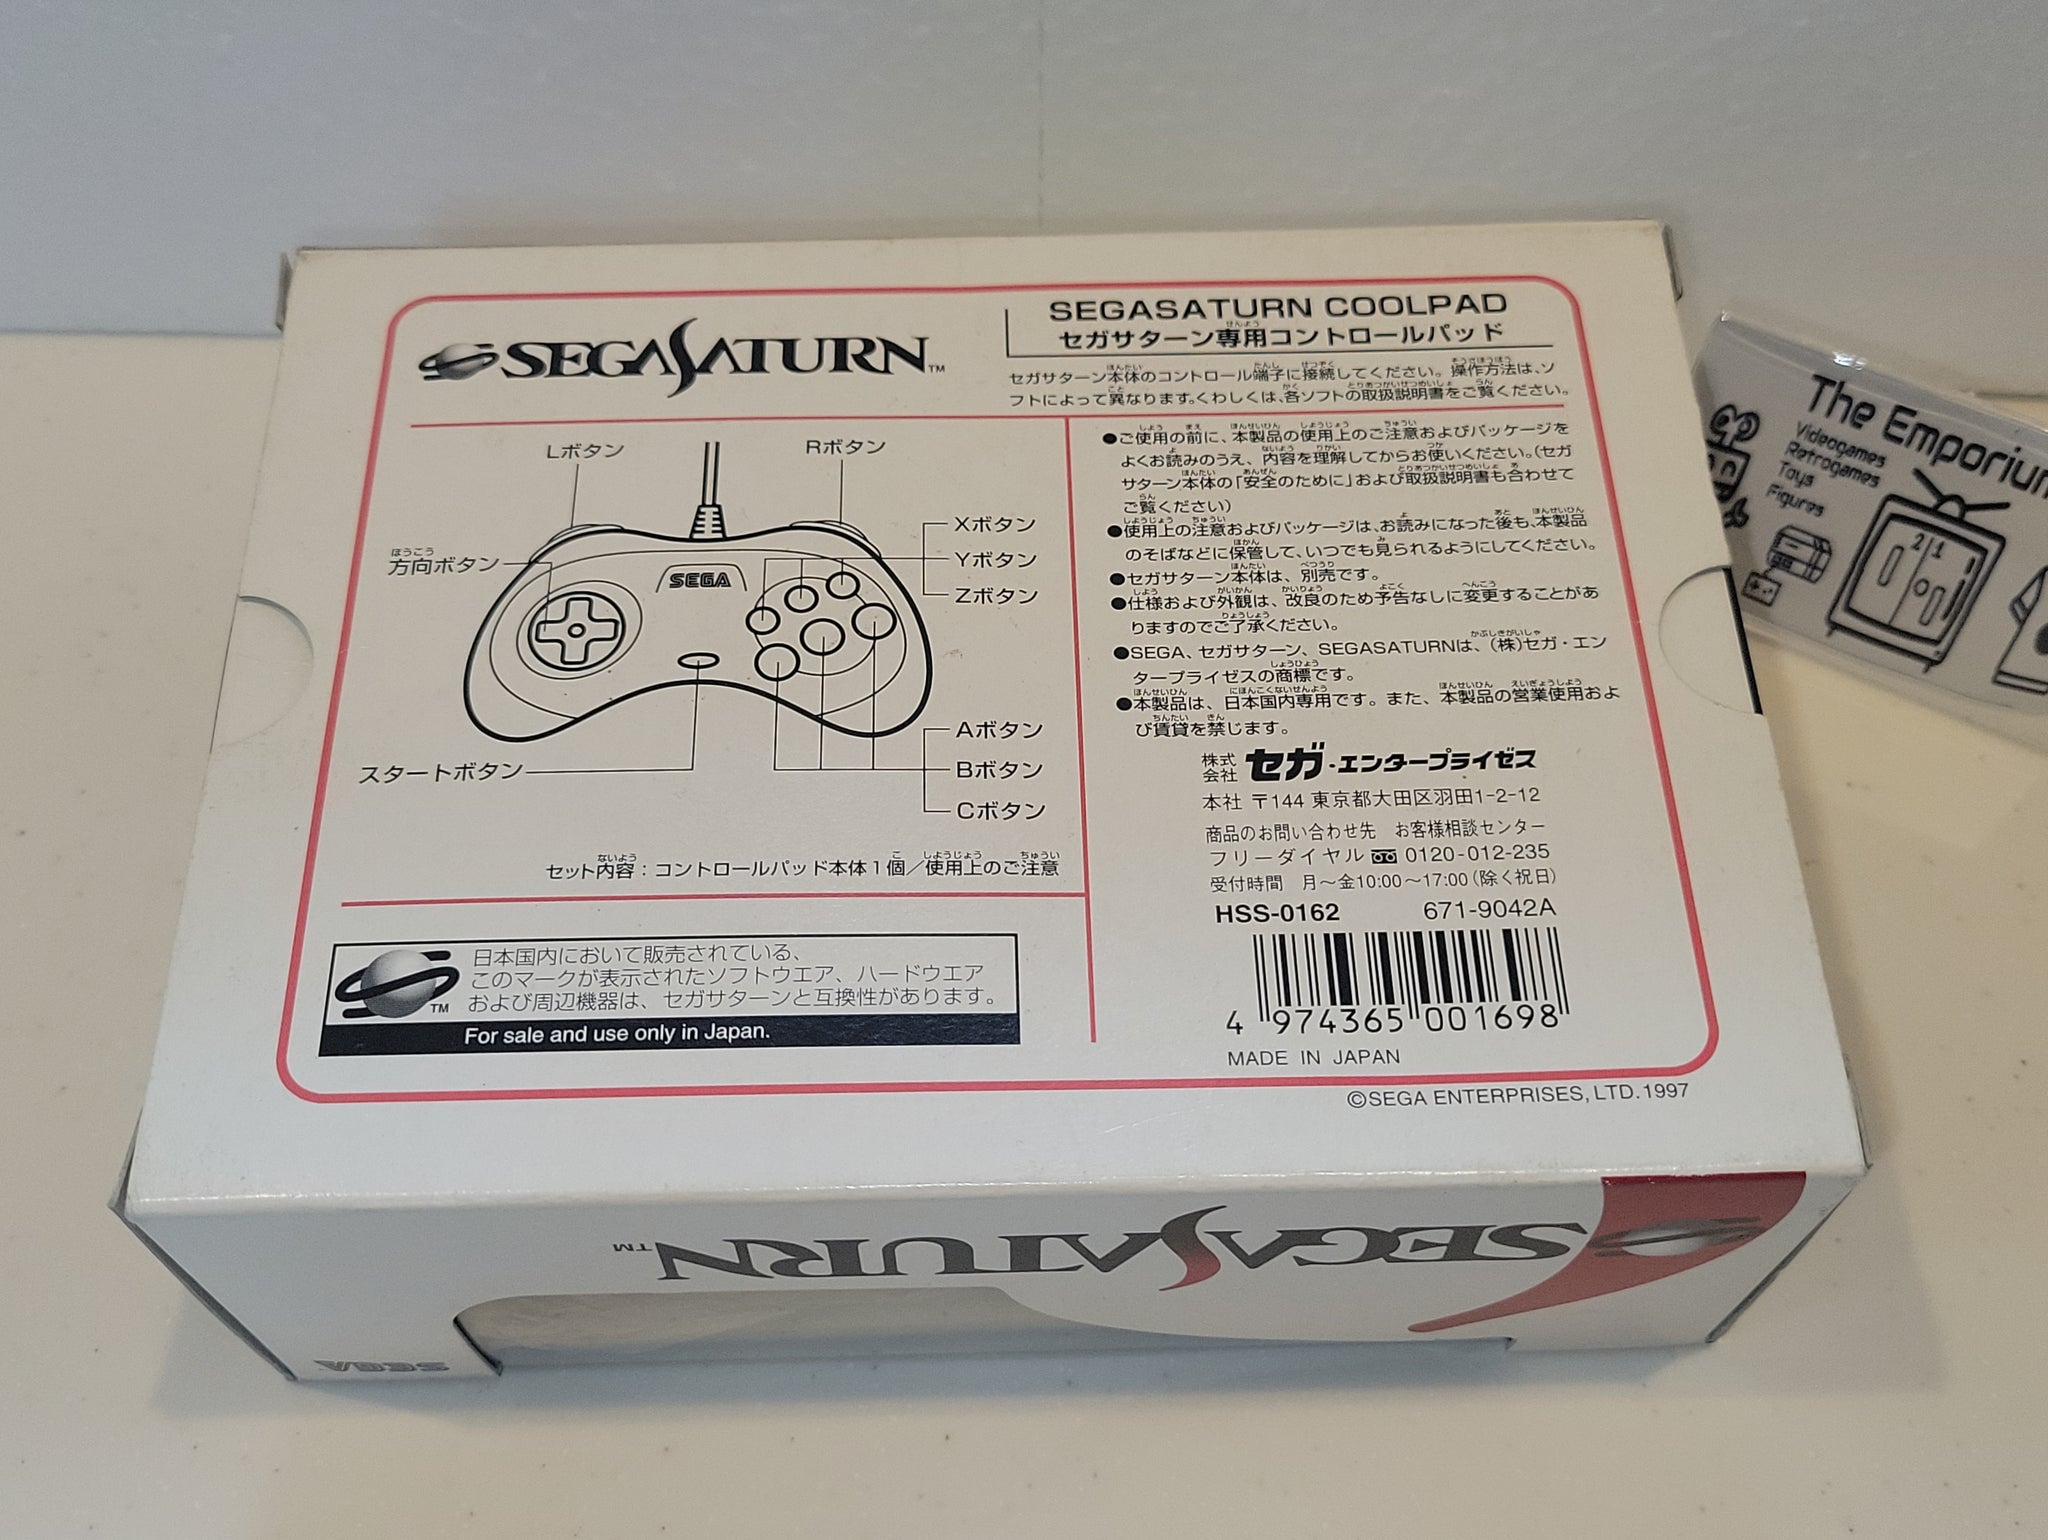 SEGASATURN™
SEGASATURN COOLPAD
セガサターン専用コントロールパッド
セガサターン本体のコントロール端子に接続してください。操作方法は、ソ
フトによって異なります。くわしくは、各ソフトの取扱説明書をご覧ください。
Lボタン
Rボタン
方向ボタン
Xボタン
Yボタン
Zボタン
SEGA
Aボタン
Bボタン
Cボタン
スタートボタン
セット内容：コントロールパッド本体1個／使用上のご注意
日本国内において販売されている、
このマークが表示されたソフトウエア、ハードウエア
および周辺機器は、セガサターンと互換性があります。
TM
For sale and use only in Japan.
●ご使用の前に、本製品の使用上のご注意およびパッケージを
よくお読みのうえ、内容を理解してからお使いください。(セガ
サターン本体の「安全のために」および取扱説明書も合わせて
ご覧ください)
●使用上の注意およびパッケージは、お読みになった後も、本製品
のそばなどに保管して、いつでも見られるようにしてください。
●セガサターン本体は、別売です。
●仕様および外観は、改良のため予告なしに変更することがあ
りますのでご了承ください。
●SEGA、セガサターン、SEGASATURNは、(株)セガ・エン
タープライゼスの商標です。
●本製品は、日本国内専用です。また、本製品の営業使用およ
び賃貸を禁じます。
株式会社 セガ・エンタープライゼス
本社 〒144 東京都大田区羽田1-2-12
商品のお問い合わせ先 お客様相談センター
フリーダイヤル 0120-012-235
受付時間 月～金10:00～17:00(除く祝日)
HSS-0162 671-9042A
4 974365 001698
MADE IN JAPAN
©SEGA ENTERPRISES, LTD. 1997
SEGASATURN™
SEGA
The Emporium
Videogames
Retrogames
Toys
Figures
2 1